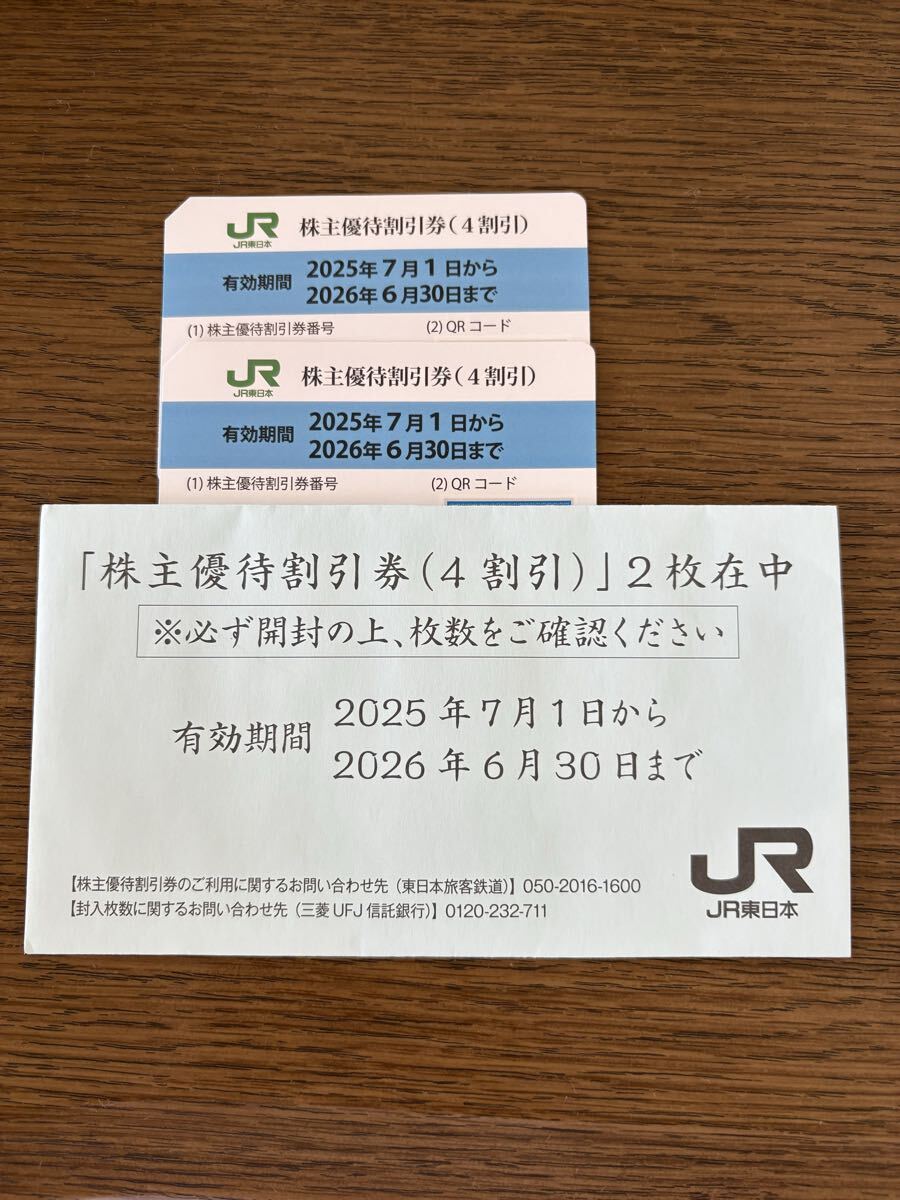 JR 株主優待割引券(4割引)
JR東日本
有効期間 2025年7月1日から
2026年6月30日まで
(1) 株主優待割引券番号 (2) QRコード
JR 株主優待割引券(4割引)
JR東日本
有効期間 2025年7月1日から
2026年6月30日まで
(1) 株主優待割引券番号 (2) QRコード
「株主優待割引券(4割引)」2枚在中
※必ず開封の上、枚数をご確認ください
有効期間 2025年7月1日から
2026年6月30日まで
【株主優待割引券のご利用に関するお問い合わせ先(東日本旅客鉄道)】050-2016-1600
【封入枚数に関するお問い合わせ先(三菱UFJ信託銀行)】0120-232-711
JR
JR東日本